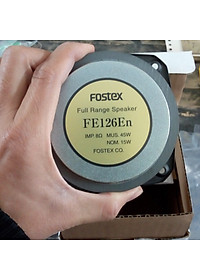 FOSTEX
Full Range Speaker
FE126En
IMP. 8Ω MUS. 45W
NOM. 15W
FOSTEX CO.